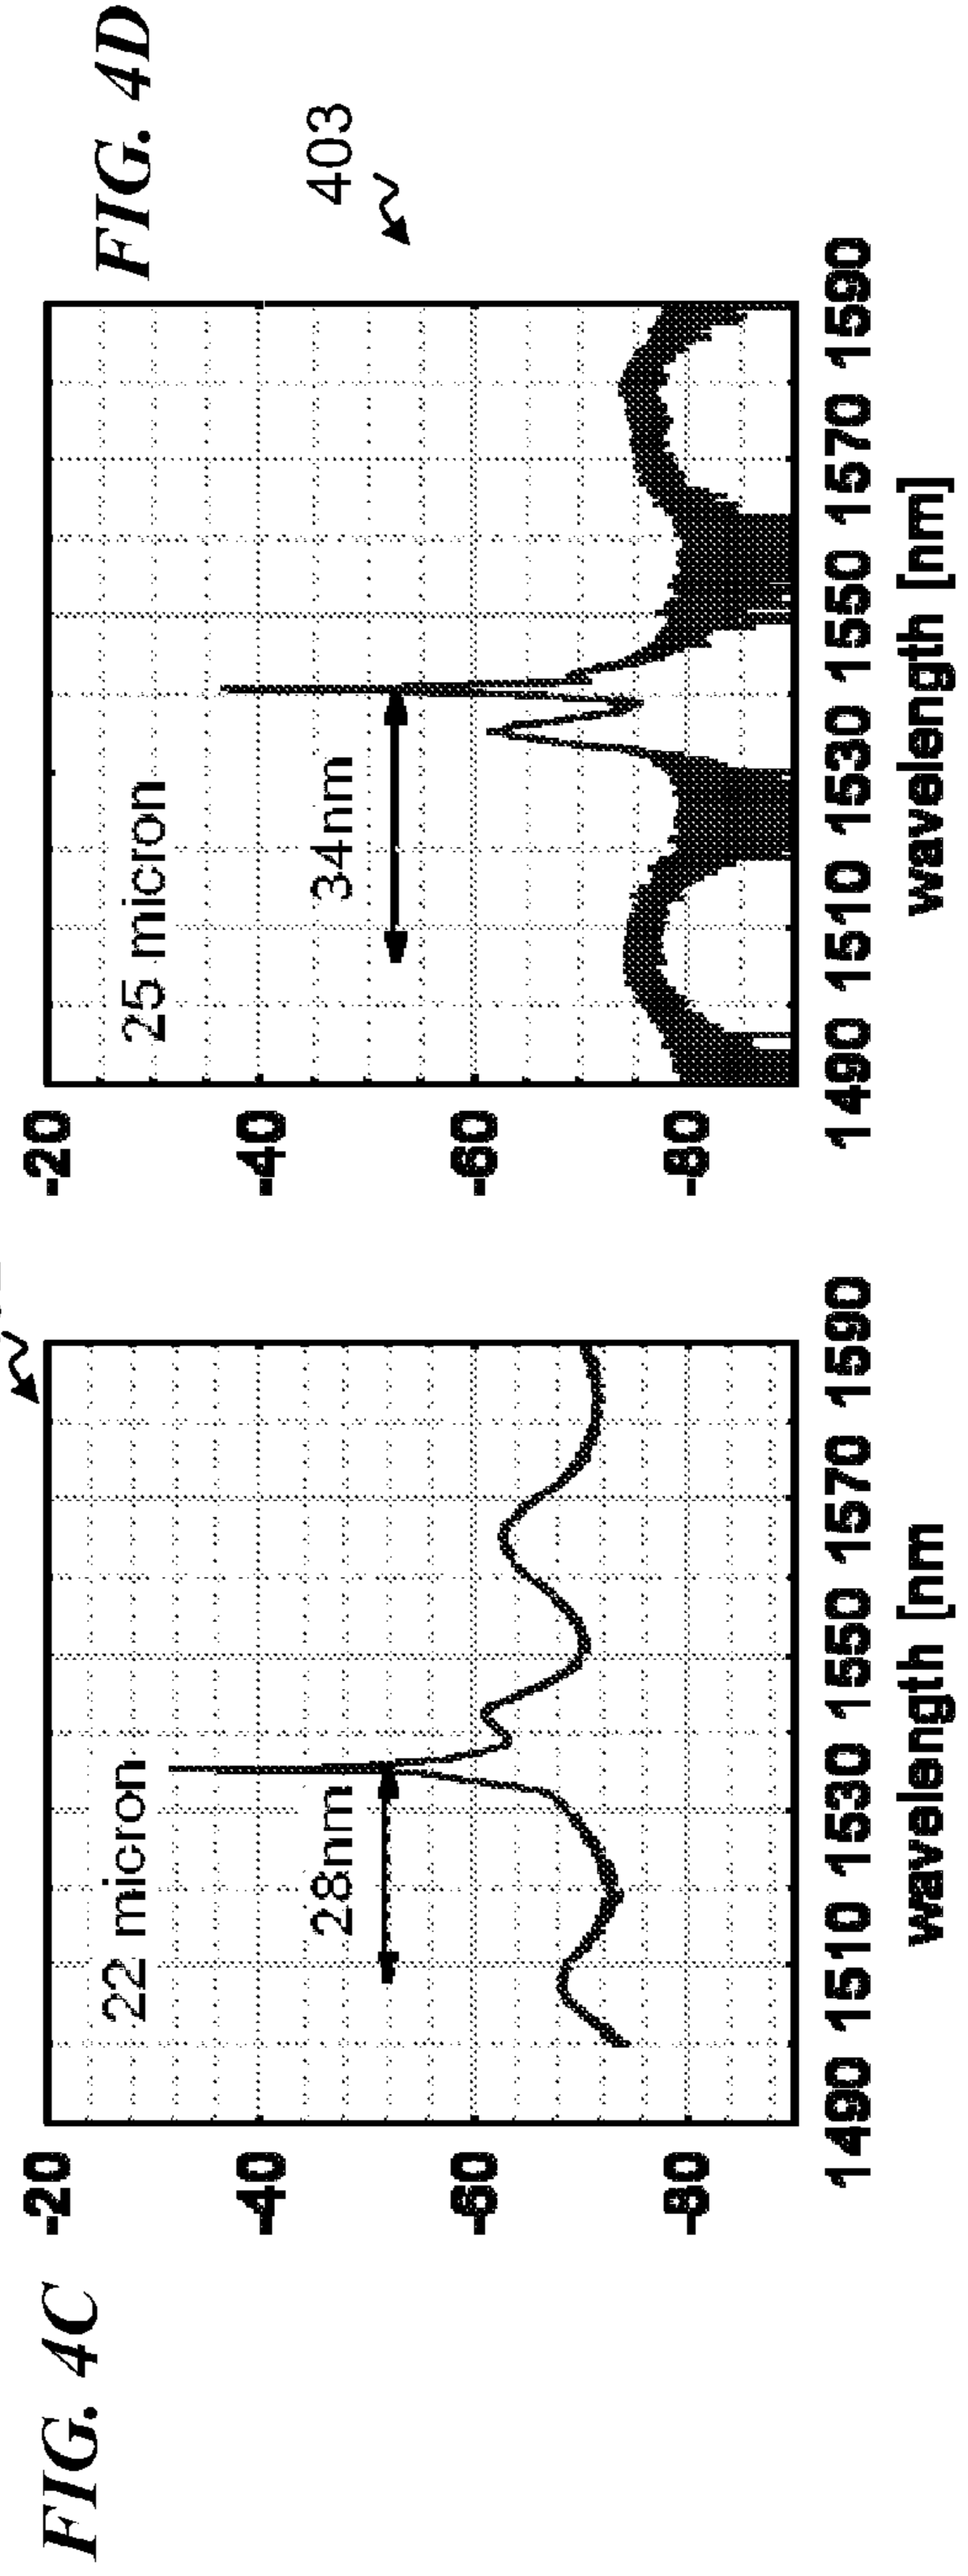 FIG. 4C
-20
-40
-60
-80
22 micron
28nm
1490 1510 1530 1550 1570 1590
wavelength [nm
FIG. 4D
403
-20
-40
-60
-80
25 micron
34nm
1490 1510 1530 1550 1570 1590
wavelength [nm]